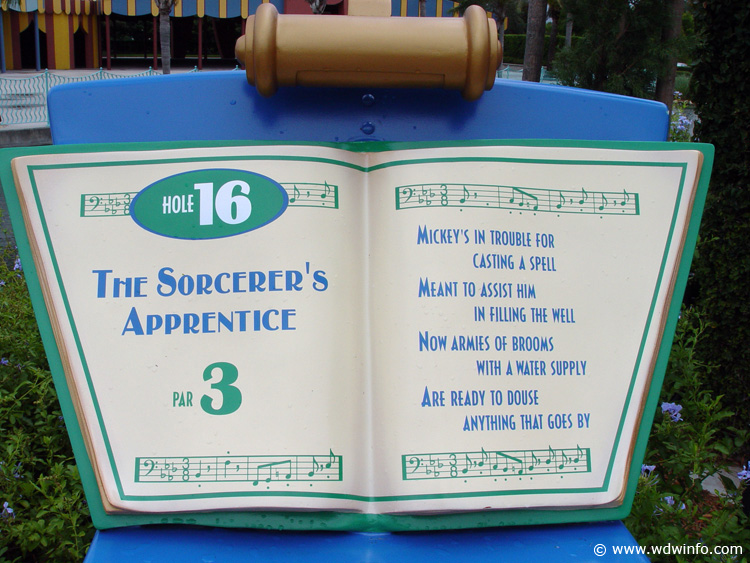 HOLE 16
THE SORCERER'S
APPRENTICE
PAR 3
MICKEY'S IN TROUBLE FOR
CASTING A SPELL
MEANT TO ASSIST HIM
IN FILLING THE WELL
NOW ARMIES OF BROOMS
WITH A WATER SUPPLY
ARE READY TO DOUSE
ANYTHING THAT GOES BY
© www.wdwinfo.com